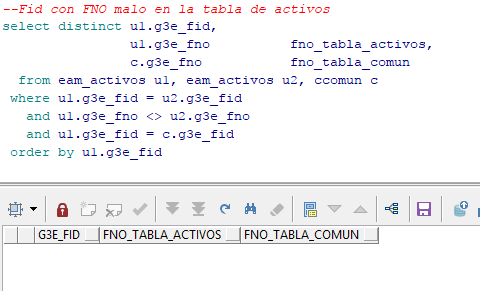 --Fid con FNO malo en la tabla de activos
select distinct u1.g3e_fid,
u1.g3e_fno fno_tabla_activos,
c.g3e_fno fno_tabla_comun
from eam_activos u1, eam_activos u2, ccomun c
where u1.g3e_fid = u2.g3e_fid
and u1.g3e_fno <> u2.g3e_fno
and u1.g3e_fid = c.g3e_fid
order by u1.g3e_fid
G3E_FID FNO_TABLA_ACTIVOS FNO_TABLA_COMUN